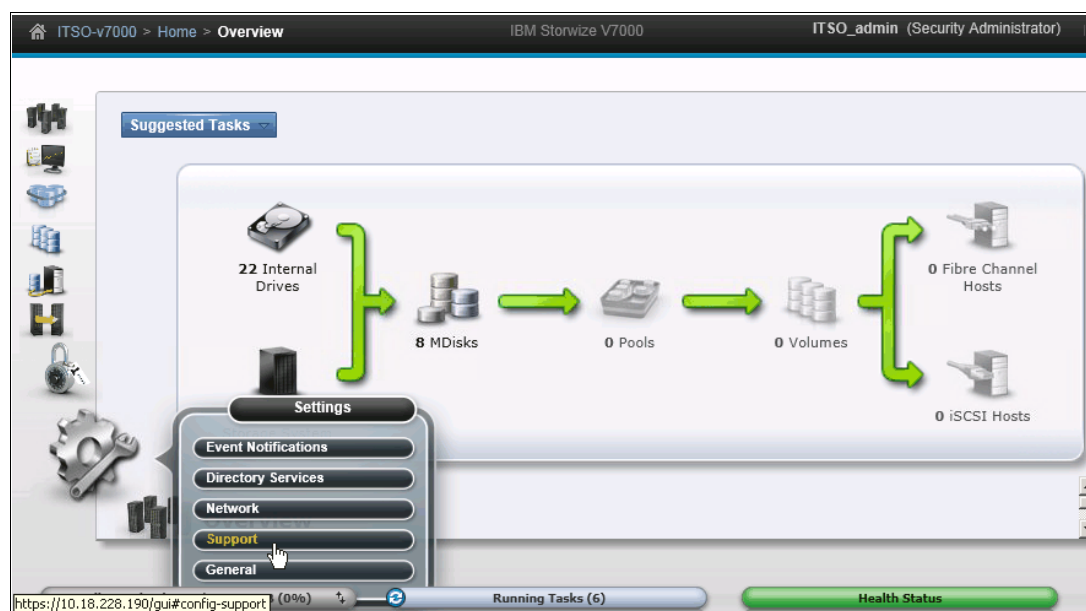 ITSO-v7000 > Home > Overview
IBM Storwize V7000
ITSO_admin (Security Administrator)
Suggested Tasks
22 Internal Drives
8 MDisks
0 Pools
0 Volumes
0 Fibre Channel Hosts
0 iSCSI Hosts
Settings
Event Notifications
Directory Services
Network
Overview
Support
General
https://10.18.228.190/gui#config-support
(0%)
Running Tasks (6)
Health Status